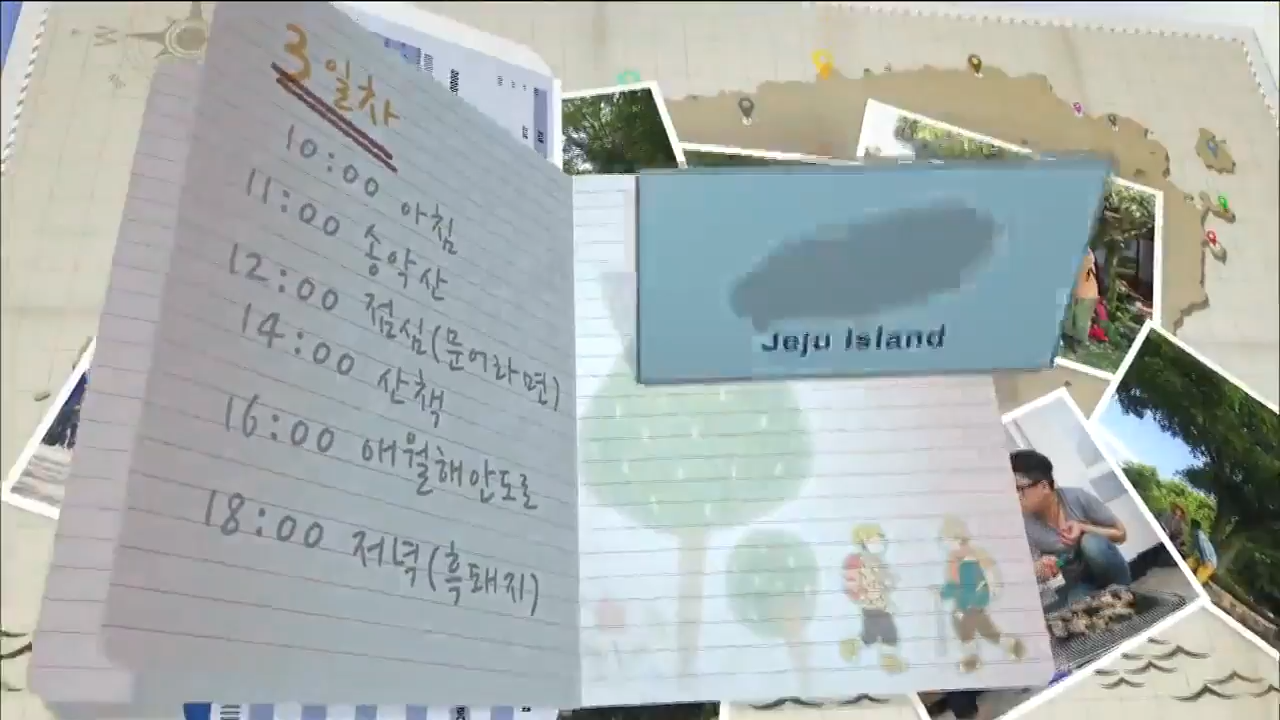 3일차
10:00 아침
11:00 송악산
12:00 점심(문어라면)
14:00 산책
16:00 애월해안도로
18:00 저녁(흑돼지)
Jeju Island
W